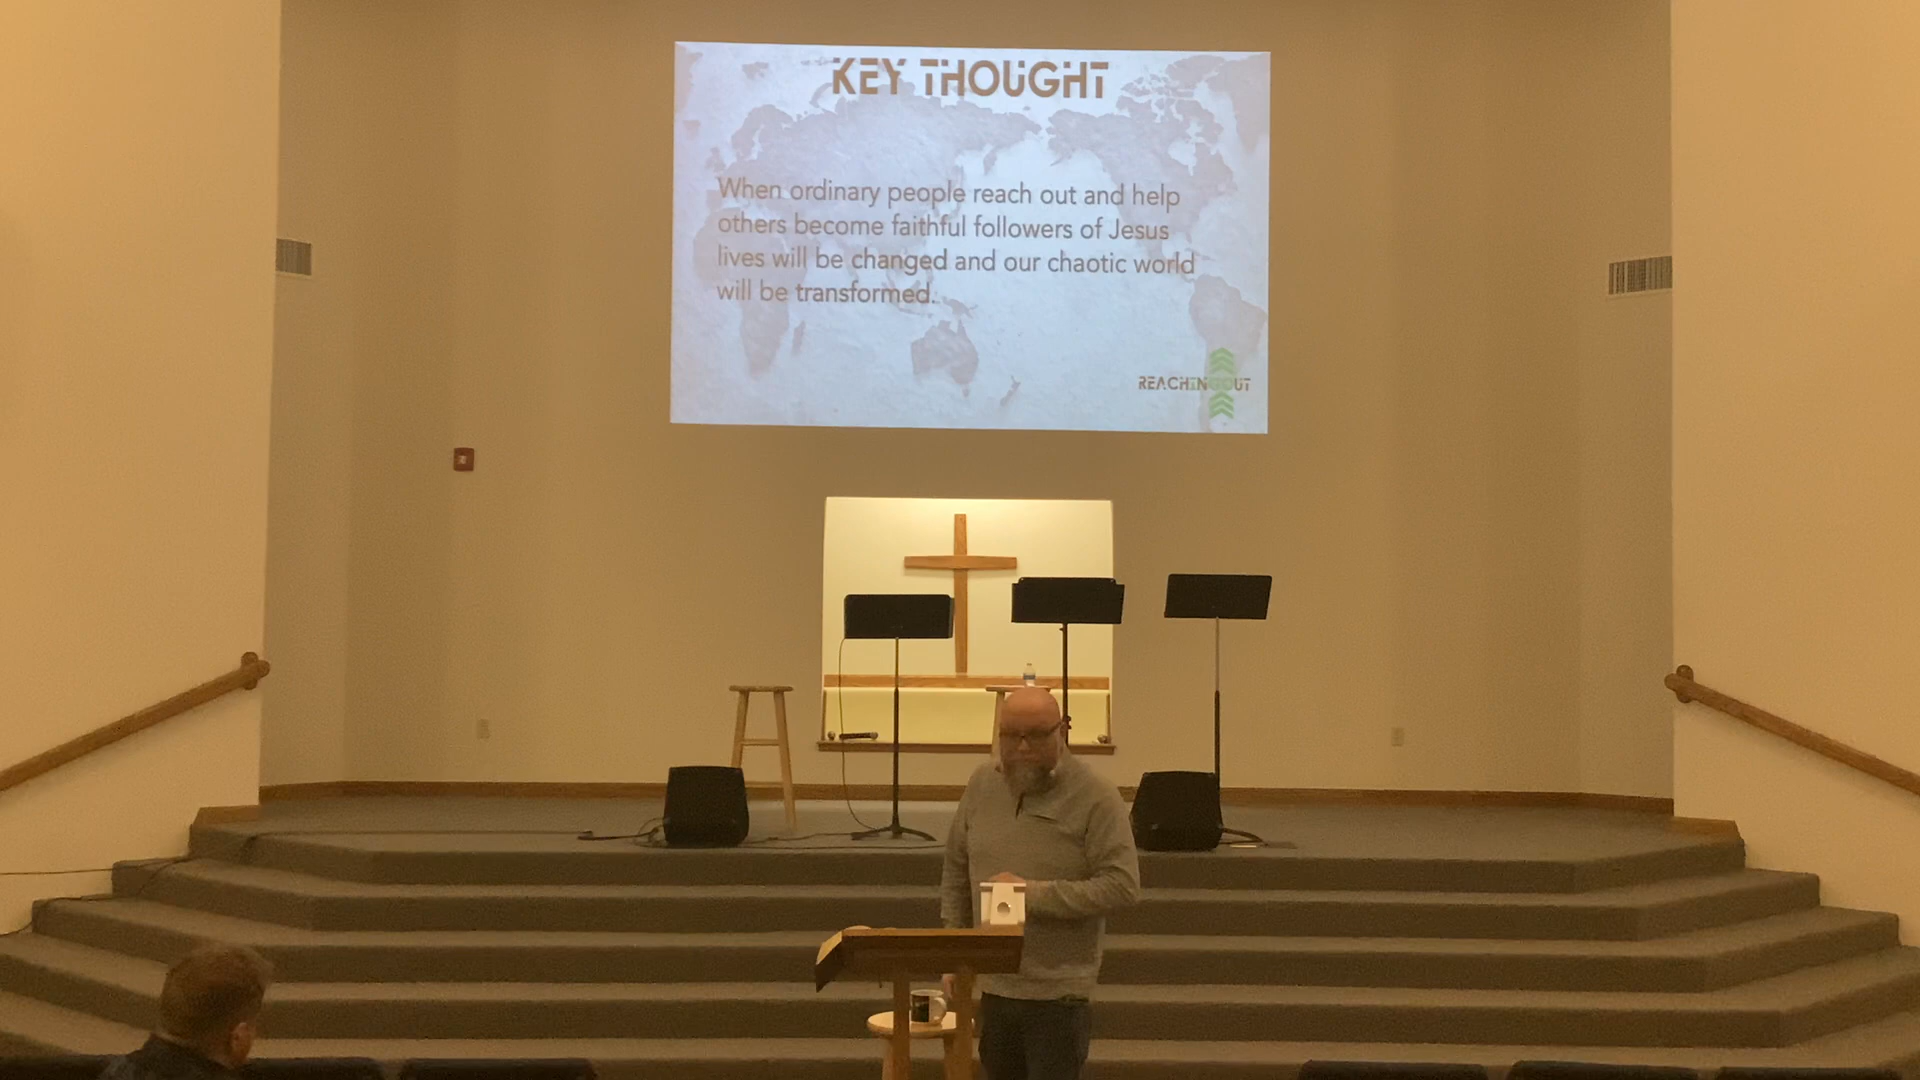 KEY THOUGHT
When ordinary people reach out and help
others become faithful followers of Jesus
lives will be changed and our chaotic world
will be transformed.
REACHINGOUT